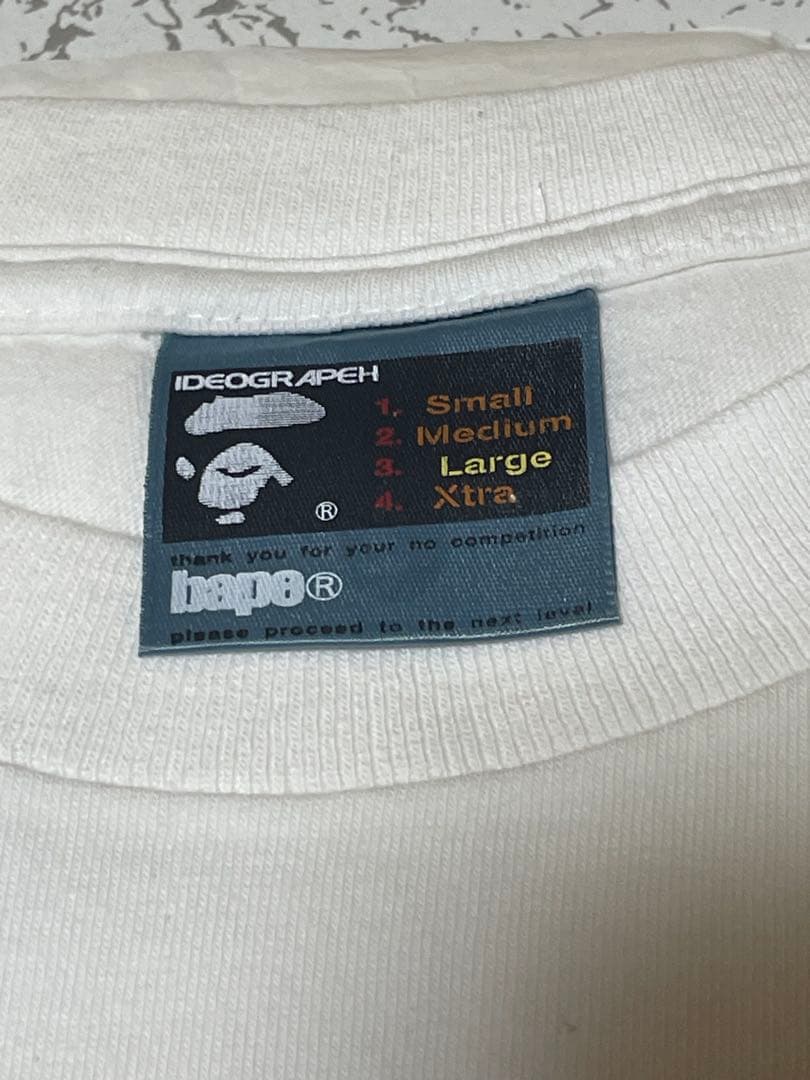 IDEOGRAPEH
1. Small
2. Medium
3. Large
4. Xtra
®
thank you for your no competition
bape®
please proceed to the next level